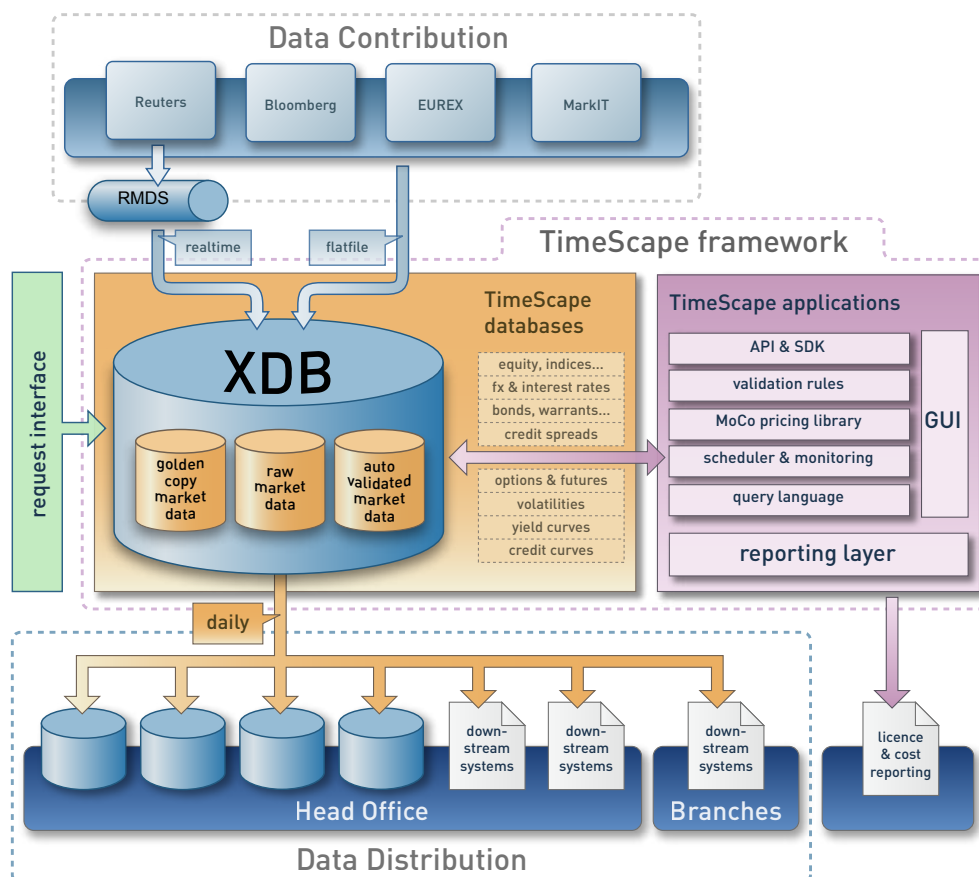 Data Contribution
Reuters
Bloomberg
EUREX
MarkIT
RMDS
realtime
flatfile
TimeScape framework
request interface
XDB
golden
copy
market
data
raw
market
data
auto
validated
market
data
TimeScape
databases
equity, indices...
fx & interest rates
bonds, warrants...
credit spreads
options & futures
volatilities
yield curves
credit curves
TimeScape applications
API & SDK
validation rules
MoCo pricing library
scheduler & monitoring
query language
GUI
reporting layer
daily
down-
stream
systems
down-
stream
systems
down-
stream
systems
licence
& cost
reporting
Head Office
Branches
Data Distribution